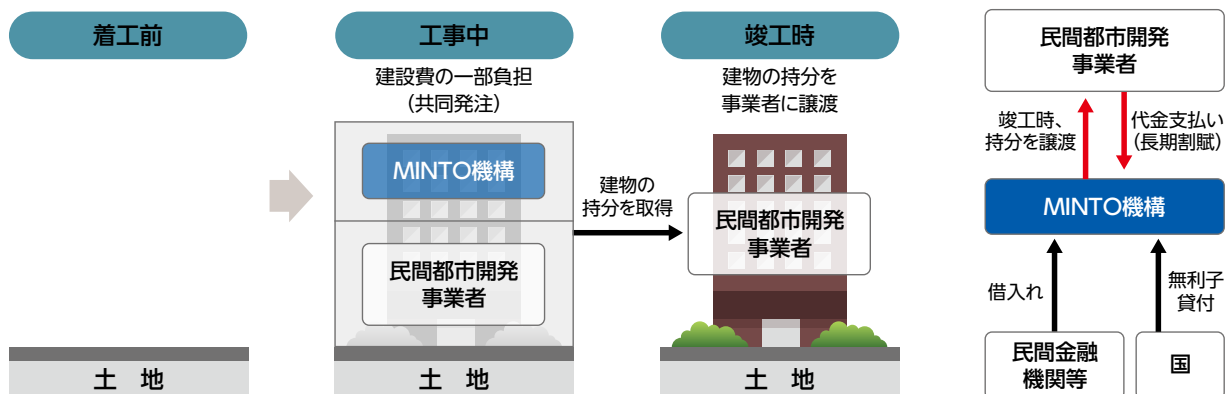 着工前
土　地
工事中
建設費の一部負担
（共同発注）
MINTO機構
民間都市開発
事業者
土　地
建物の
持分を取得
竣工時
建物の持分を
事業者に譲渡
民間都市開発
事業者
土　地
民間都市開発
事業者
竣工時、
持分を譲渡
代金支払い
（長期割賦）
MINTO機構
借入れ
無利子
貸付
民間金融
機関等
国